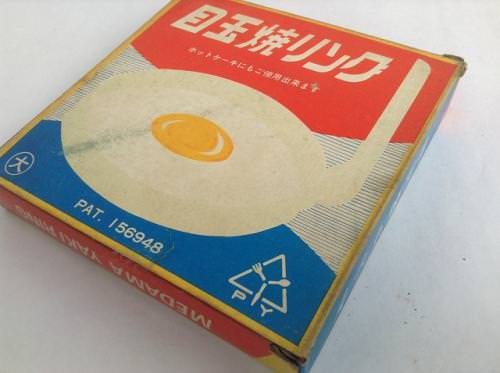 目玉焼リング
ホットケーキにもご使用出来ます
大
PAT. 156948
P Y
MEDAMA YAKI RING